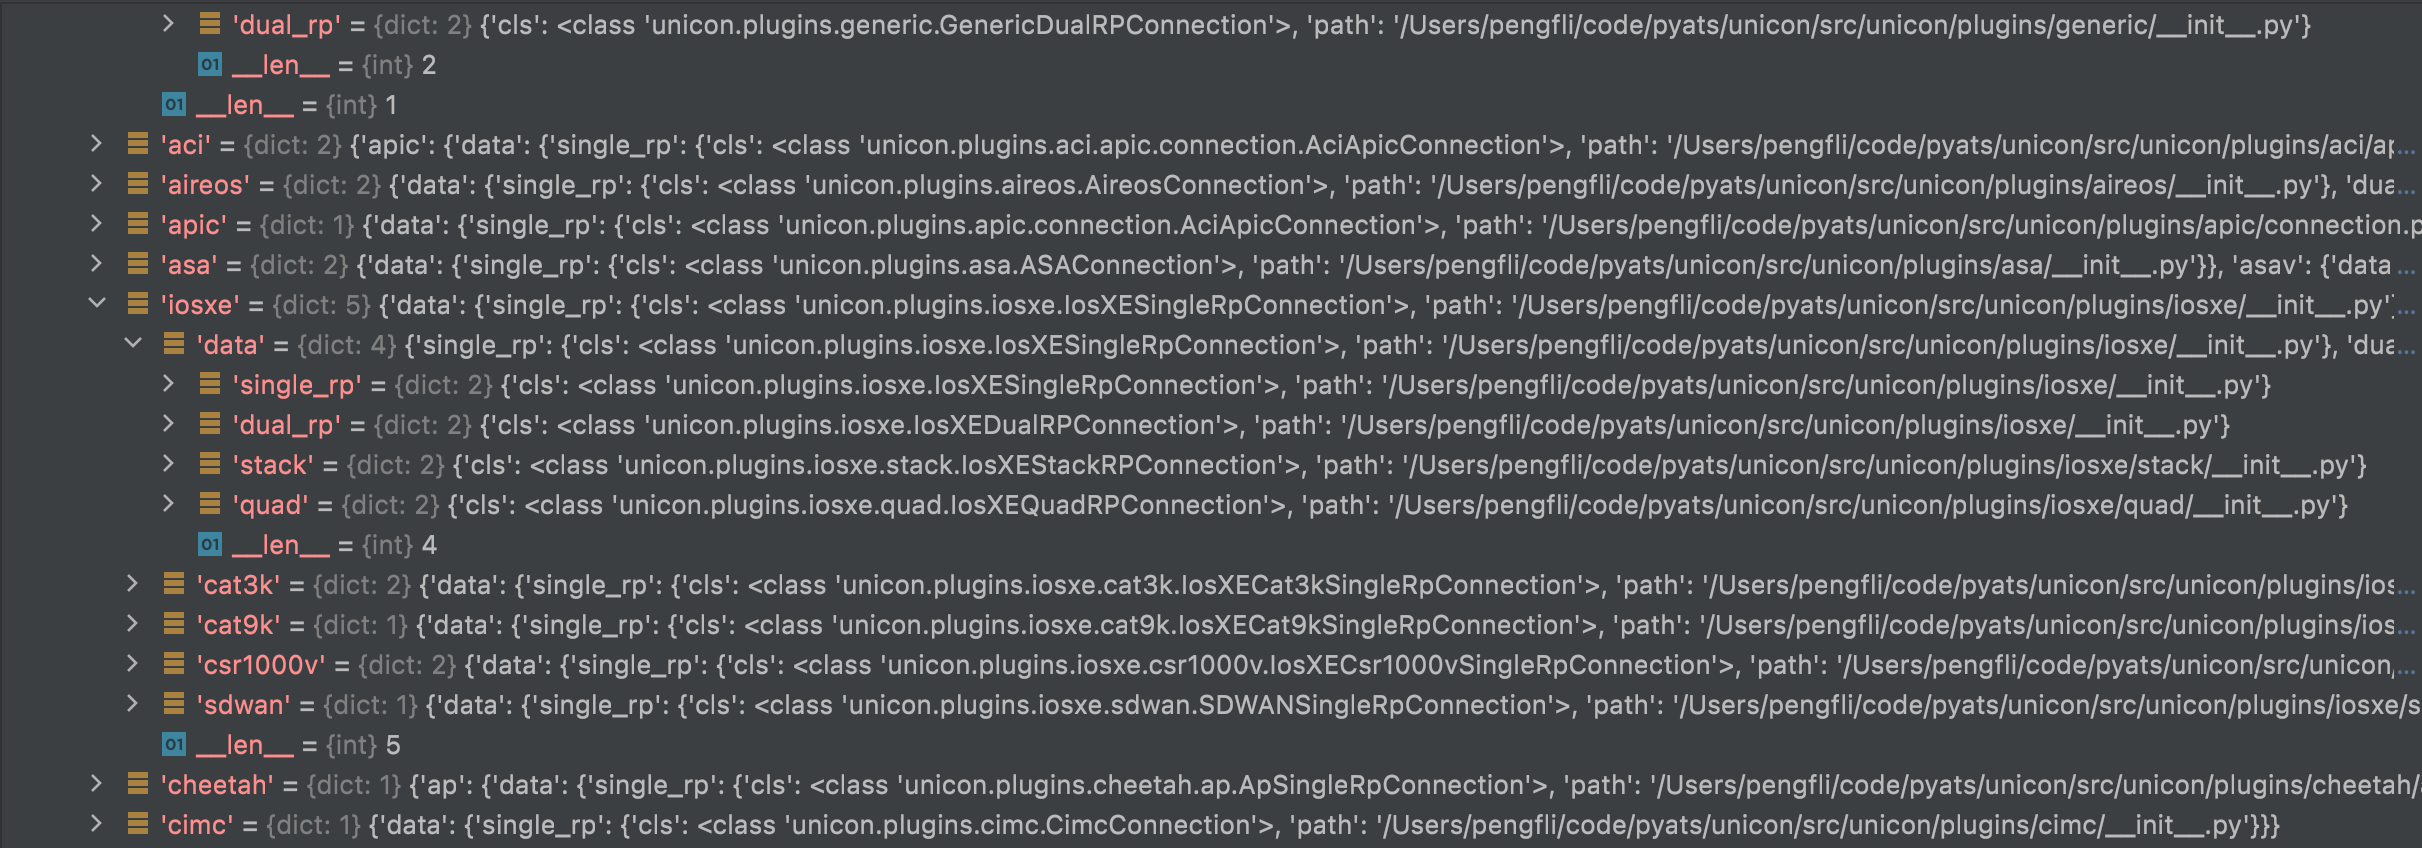 'dual_rp' = {dict: 2} {'cls': <class 'unicon.plugins.generic.GenericDualRPConnection'>, 'path': '/Users/pengfli/code/pyats/unicon/src/unicon/plugins/generic/__init__.py'}
01 __len__ = {int} 2
01 __len__ = {int} 1
'aci' = {dict: 2} {'apic': {'data': {'single_rp': {'cls': <class 'unicon.plugins.aci.apic.connection.AciApicConnection'>, 'path': '/Users/pengfli/code/pyats/unicon/src/unicon/plugins/aci/ap...
'aireos' = {dict: 2} {'data': {'single_rp': {'cls': <class 'unicon.plugins.aireos.AireosConnection'>, 'path': '/Users/pengfli/code/pyats/unicon/src/unicon/plugins/aireos/__init__.py'}, 'dua...
'apic' = {dict: 1} {'data': {'single_rp': {'cls': <class 'unicon.plugins.apic.connection.AciApicConnection'>, 'path': '/Users/pengfli/code/pyats/unicon/src/unicon/plugins/apic/connection.p
'asa' = {dict: 2} {'data': {'single_rp': {'cls': <class 'unicon.plugins.asa.ASAConnection'>, 'path': '/Users/pengfli/code/pyats/unicon/src/unicon/plugins/asa/__init__.py'}}, 'asav': {'data ...
'iosxe' = {dict: 5} {'data': {'single_rp': {'cls': <class 'unicon.plugins.iosxe.IosXESingleRpConnection'>, 'path': '/Users/pengfli/code/pyats/unicon/src/unicon/plugins/iosxe/__init__.py'}...
'data' = {dict: 4} {'single_rp': {'cls': <class 'unicon.plugins.iosxe.IosXESingleRpConnection'>, 'path': '/Users/pengfli/code/pyats/unicon/src/unicon/plugins/iosxe/__init__.py'}, 'dua...
'single_rp' = {dict: 2} {'cls': <class 'unicon.plugins.iosxe.IosXESingleRpConnection'>, 'path': '/Users/pengfli/code/pyats/unicon/src/unicon/plugins/iosxe/__init__.py'}
'dual_rp' = {dict: 2} {'cls': <class 'unicon.plugins.iosxe.IosXEDualRPConnection'>, 'path': '/Users/pengfli/code/pyats/unicon/src/unicon/plugins/iosxe/__init__.py'}
'stack' = {dict: 2} {'cls': <class 'unicon.plugins.iosxe.stack.IosXEStackRPConnection'>, 'path': '/Users/pengfli/code/pyats/unicon/src/unicon/plugins/iosxe/stack/__init__.py'}
'quad' = {dict: 2} {'cls': <class 'unicon.plugins.iosxe.quad.IosXEQuadRPConnection'>, 'path': '/Users/pengfli/code/pyats/unicon/src/unicon/plugins/iosxe/quad/__init__.py'}
01 __len__ = {int} 4
'cat3k' = {dict: 2} {'data': {'single_rp': {'cls': <class 'unicon.plugins.iosxe.cat3k.IosXECat3kSingleRpConnection'>, 'path': '/Users/pengfli/code/pyats/unicon/src/unicon/plugins/ios...
'cat9k' = {dict: 1} {'data': {'single_rp': {'cls': <class 'unicon.plugins.iosxe.cat9k.IosXECat9kSingleRpConnection'>, 'path': '/Users/pengfli/code/pyats/unicon/src/unicon/plugins/ios...
'csr1000v' = {dict: 2} {'data': {'single_rp': {'cls': <class 'unicon.plugins.iosxe.csr1000v.IosXECsr1000vSingleRpConnection'>, 'path': '/Users/pengfli/code/pyats/unicon/src/unicon/...
'sdwan' = {dict: 1} {'data': {'single_rp': {'cls': <class 'unicon.plugins.iosxe.sdwan.SDWANSingleRpConnection'>, 'path': '/Users/pengfli/code/pyats/unicon/src/unicon/plugins/iosxe/s
01 __len__ = {int} 5
'cheetah' = {dict: 1} {'ap': {'data': {'single_rp': {'cls': <class 'unicon.plugins.cheetah.ap.ApSingleRpConnection'>, 'path': '/Users/pengfli/code/pyats/unicon/src/unicon/plugins/cheetah/a
'cimc' = {dict: 1} {'data': {'single_rp': {'cls': <class 'unicon.plugins.cimc.CimcConnection'>, 'path': '/Users/pengfli/code/pyats/unicon/src/unicon/plugins/cimc/__init__.py'}}}